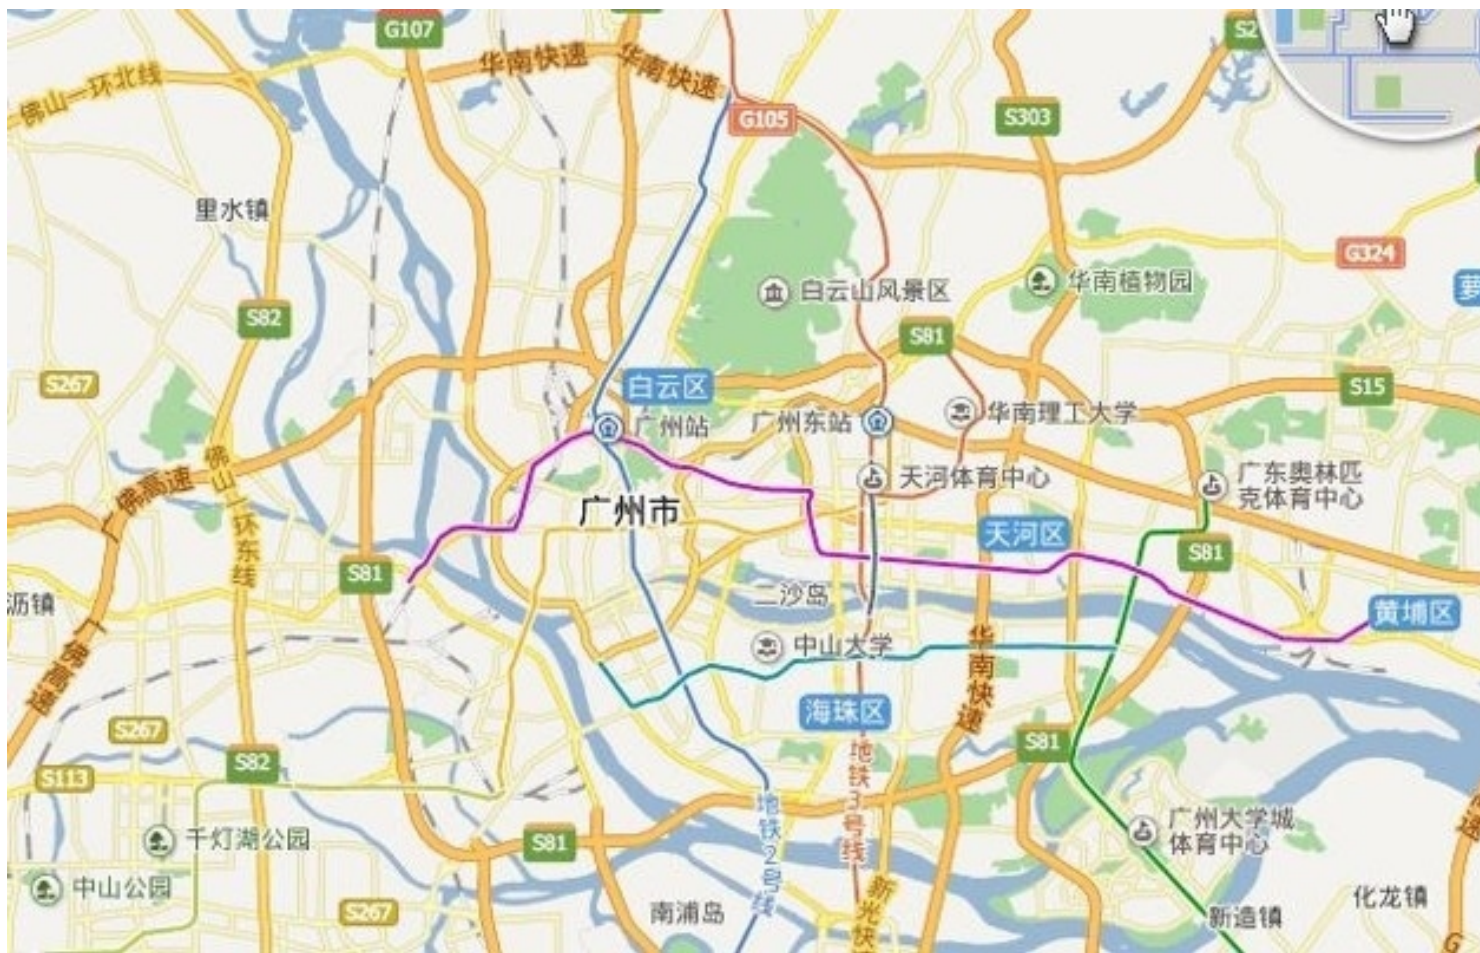 G107
S2
华南快速
华南快速
佛山一环北线
G105
S303
里水镇
G324
白云山风景区
华南植物园
S82
S81
S267
白云区
S15
广州站
广州东站
华南理工大学
广佛高速
佛山一环东线
天河体育中心
广东奥林匹
克体育中心
广州市
天河区
S81
S81
沥镇
二沙岛
黄埔区
广佛高速
中山大学
华南快速
海珠区
S267
S81
S113
S82
地铁3号线
地铁2号线
千灯湖公园
S81
广州大学城
体育中心
中山公园
S267
南浦岛
新光快
新造镇
化龙镇